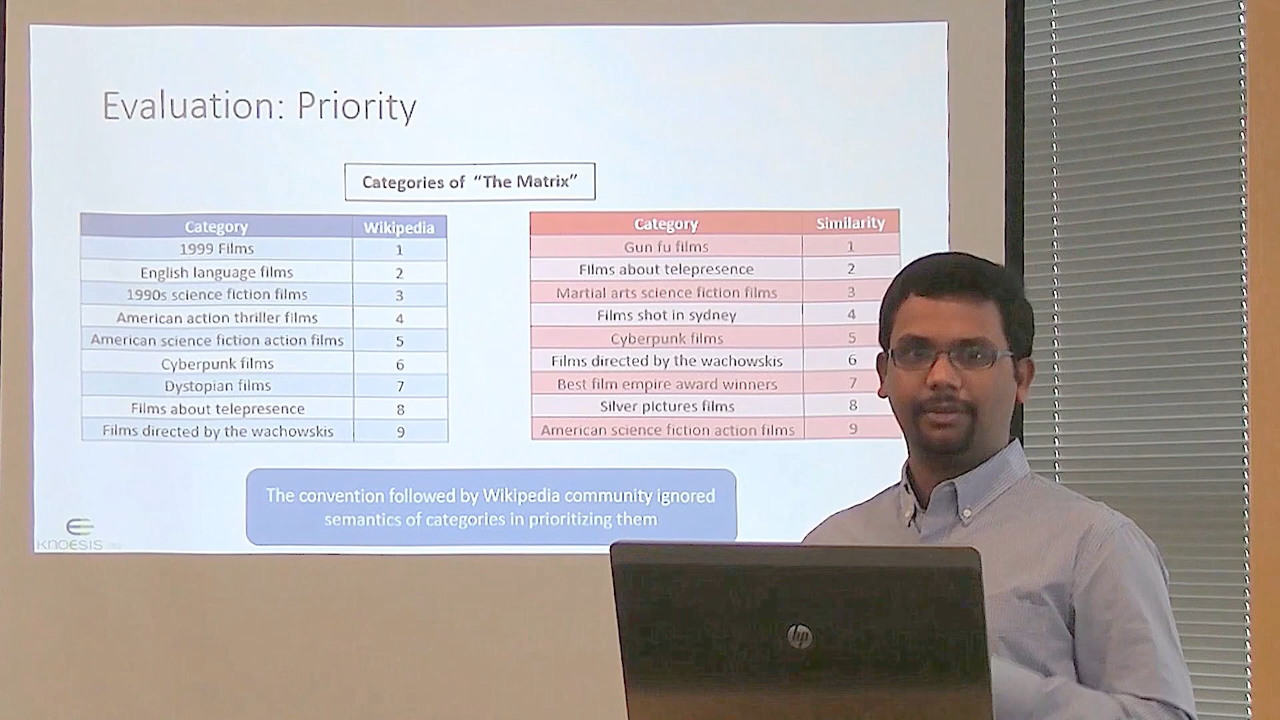 Evaluation: Priority
Categories of "The Matrix"
Category Wikipedia
1999 Films 1
English language films 2
1990s science fiction films 3
American action thriller films 4
American science fiction action films 5
Cyberpunk films 6
Dystopian films 7
Films about telepresence 8
Films directed by the wachowskis 9
Category Similarity
Gun fu films 1
Films about telepresence 2
Martial arts science fiction films 3
Films shot in sydney 4
Cyberpunk films 5
Films directed by the wachowskis 6
Best film empire award winners 7
Silver pictures films 8
American science fiction action films 9
The convention followed by Wikipedia community ignored
semantics of categories in prioritizing them
KNOESIS
hp